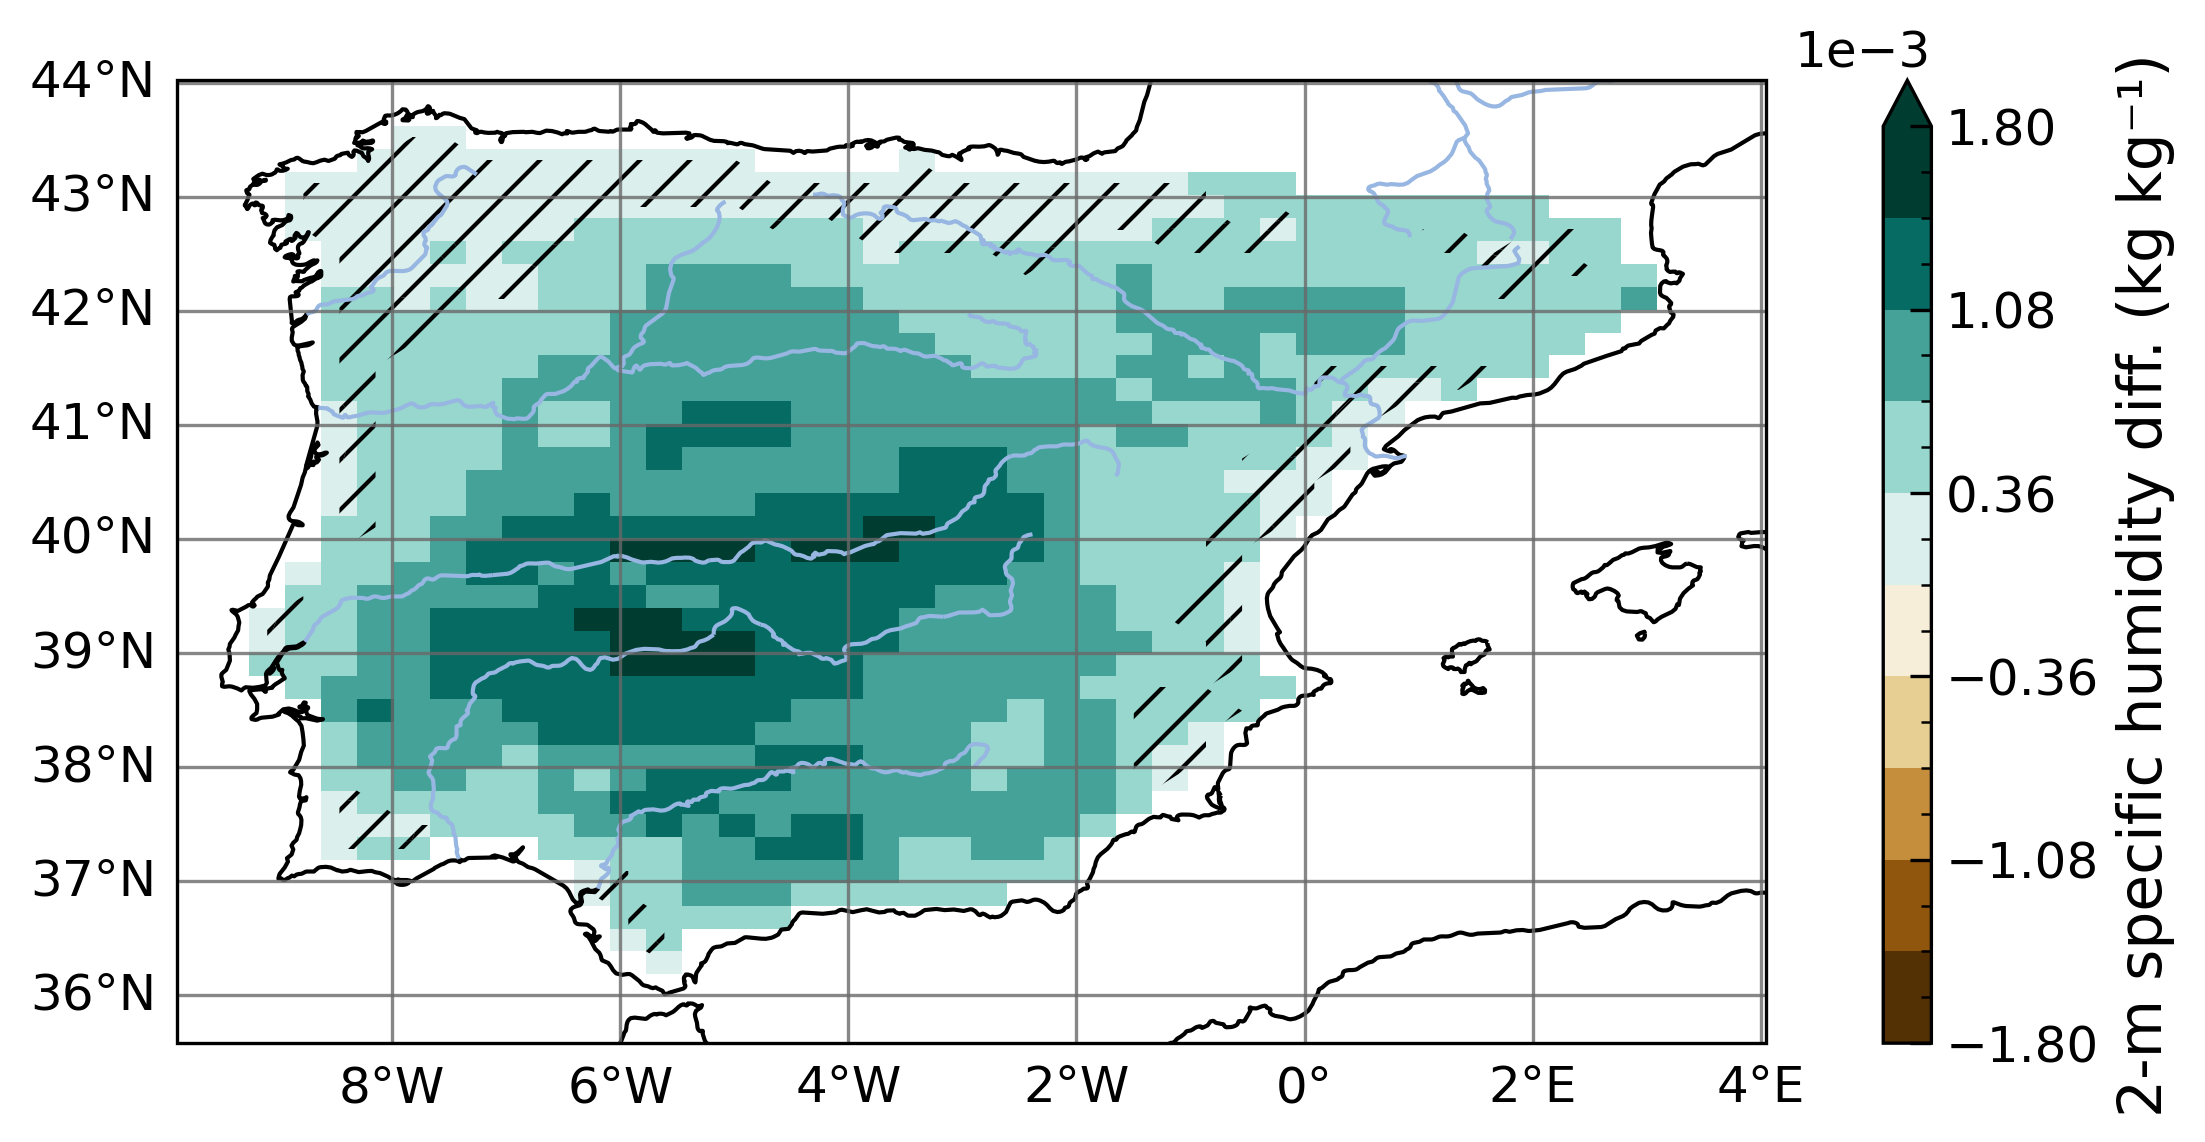 1e−3
44°N
43°N
42°N
41°N
40°N
39°N
38°N
37°N
36°N
8°W
6°W
4°W
2°W
0°
2°E
4°E
1.80
1.08
0.36
−0.36
−1.08
−1.80
2-m specific humidity diff. (kg kg⁻¹)